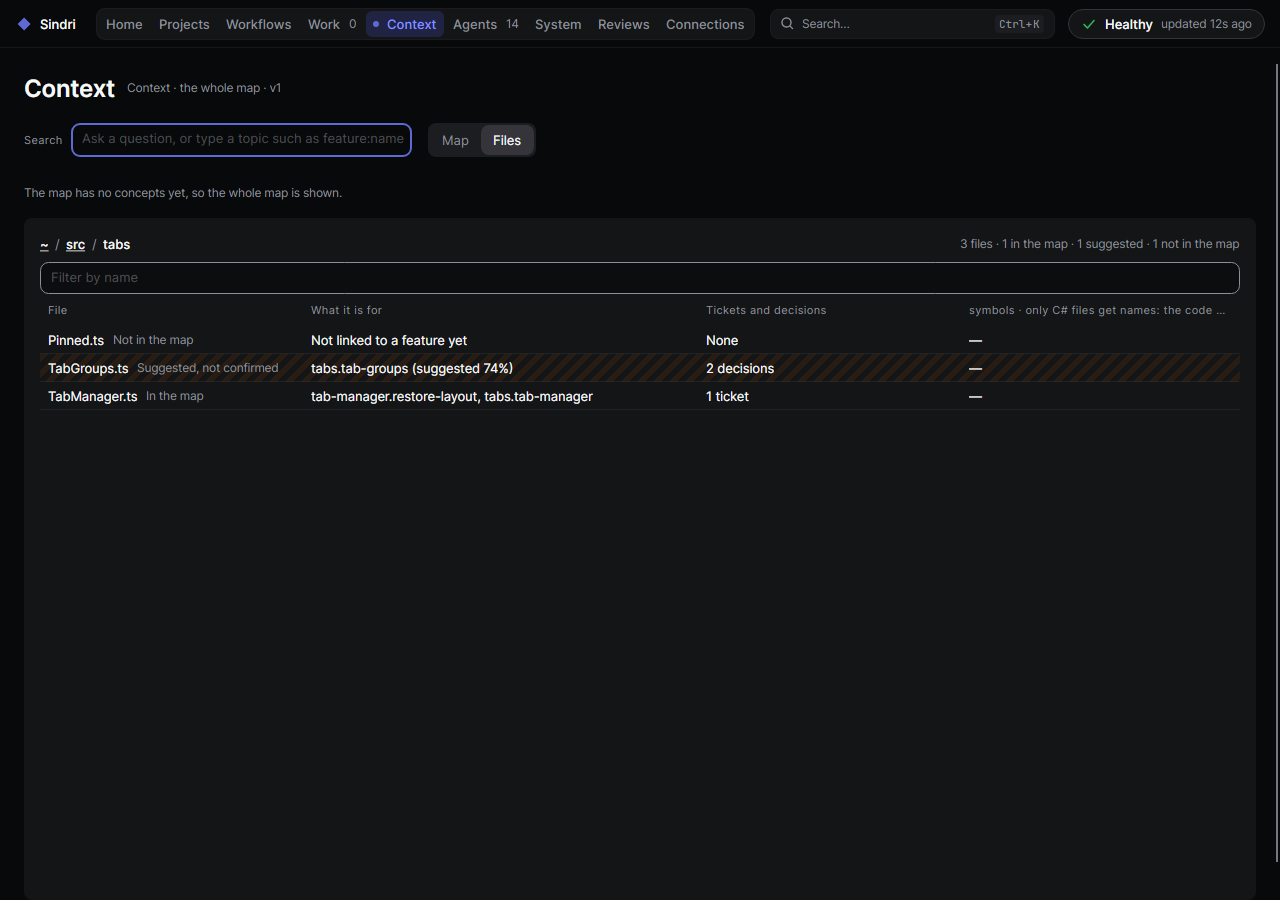 Sindri Home Projects Workflows Work 0 Context Agents 14 System Reviews Connections Search... Ctrl+K Healthy updated 12s ago
Context Context · the whole map · v1
Search Ask a question, or type a topic such as feature:name Map Files
The map has no concepts yet, so the whole map is shown.
~ / src / tabs 3 files · 1 in the map · 1 suggested · 1 not in the map
Filter by name
File What it is for Tickets and decisions symbols · only C# files get names: the code ...
Pinned.ts Not in the map Not linked to a feature yet None —
TabGroups.ts Suggested, not confirmed tabs.tab-groups (suggested 74%) 2 decisions —
TabManager.ts In the map tab-manager.restore-layout, tabs.tab-manager 1 ticket —